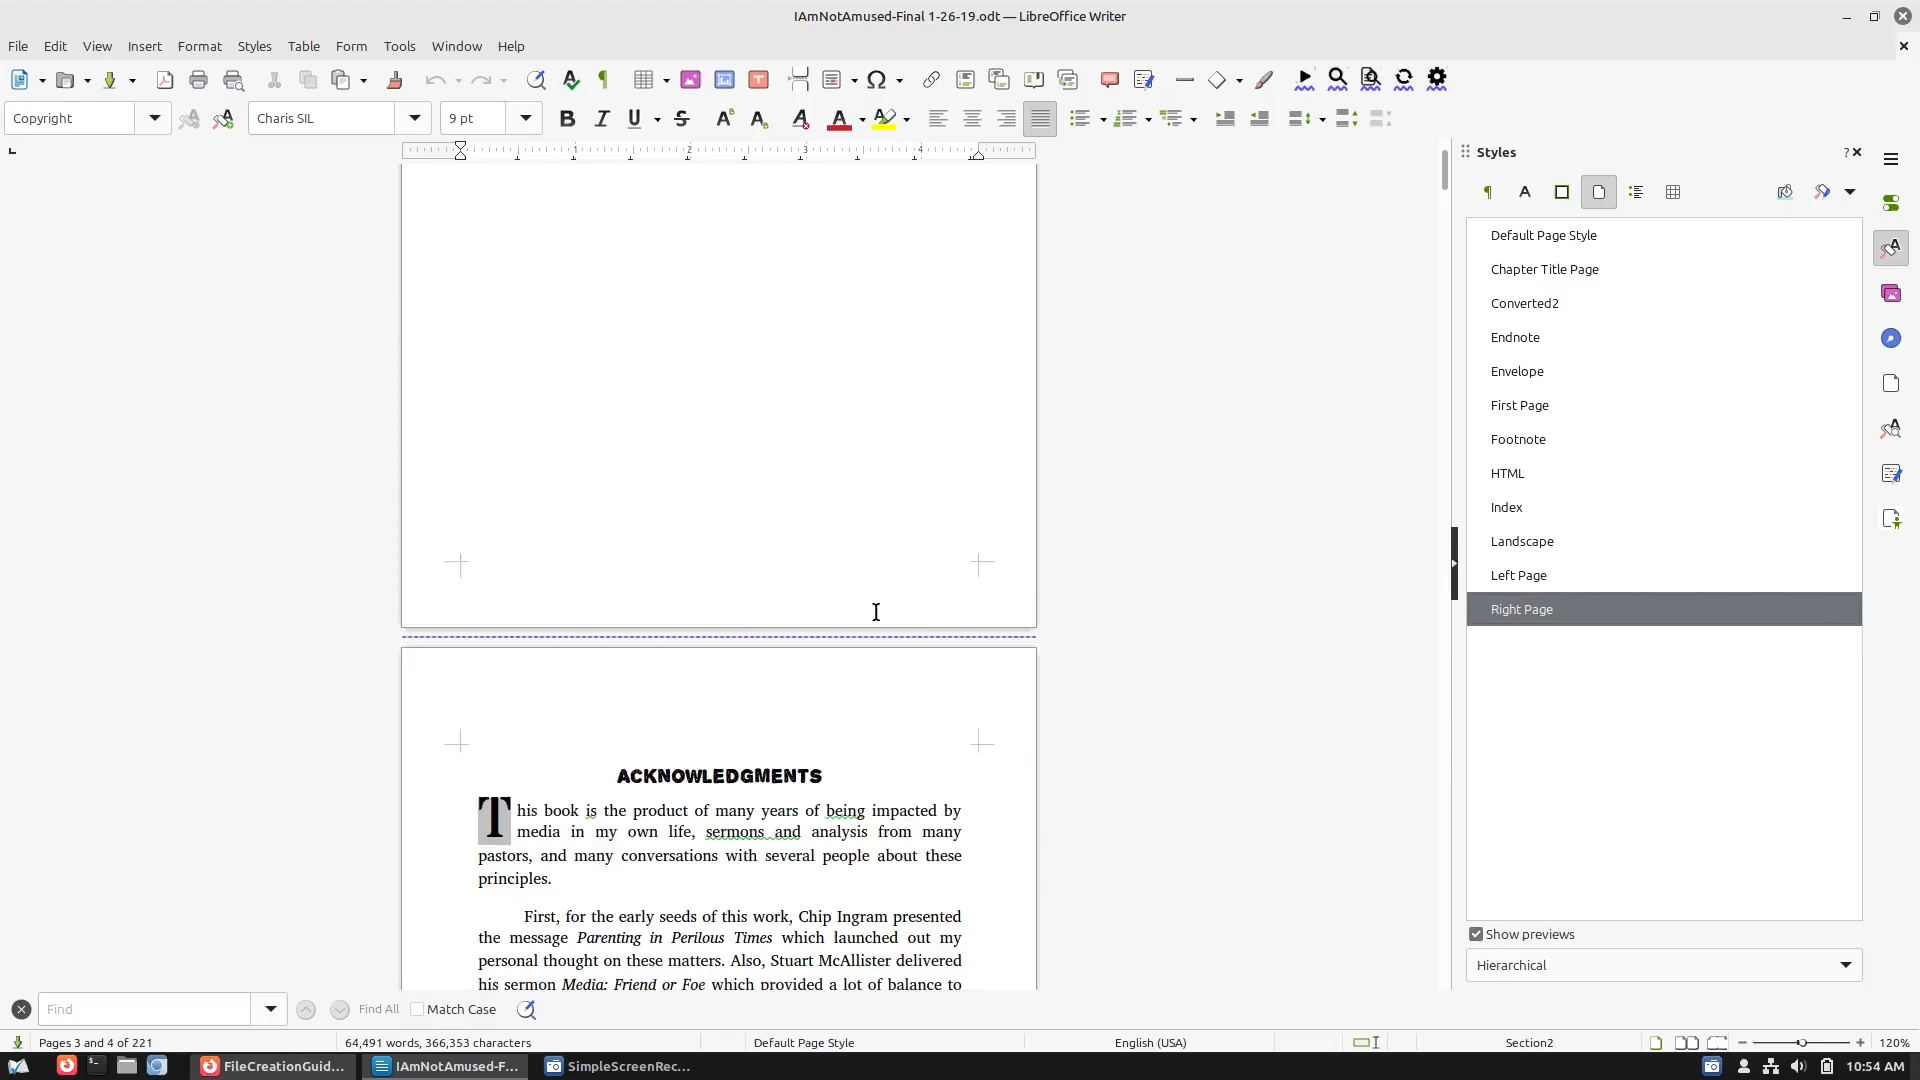 IAmNotAmused-Final 1-26-19.odt — LibreOffice Writer
File Edit View Insert Format Styles Table Form Tools Window Help
Copyright Charis SIL 9 pt
1 2 3 4
Styles
Default Page Style
Chapter Title Page
Converted2
Endnote
Envelope
First Page
Footnote
HTML
Index
Landscape
Left Page
Right Page
Show previews
Hierarchical
ACKNOWLEDGMENTS
This book is the product of many years of being impacted by
media in my own life, sermons and analysis from many
pastors, and many conversations with several people about these
principles.
First, for the early seeds of this work, Chip Ingram presented
the message Parenting in Perilous Times which launched out my
personal thought on these matters. Also, Stuart McAllister delivered
his sermon Media: Friend or Foe which provided a lot of balance to
Find Find All Match Case
Pages 3 and 4 of 221 64,491 words, 366,353 characters Default Page Style English (USA) Section2 120%
FileCreationGuid... IAmNotAmused-F... SimpleScreenRec... 10:54 AM